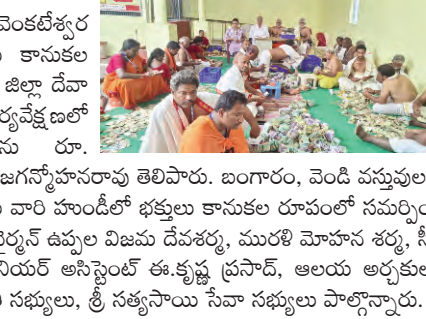 వెంకటేశ్వర
కానుకల
జిల్లా దేవా
ర్యవేక్షణలో
ను రూ.
జగన్మోహనరావు తెలిపారు. బంగారం, వెండి వస్తువుల
వారి హుండీలో భక్తులు కానుకల రూపంలో సమర్పిం
ఛైర్మన్ ఉప్పల విజమ దేవశర్మ, మురళి మోహన శర్మ, సీ
నియర్ అసిస్టెంట్ ఈ.కృష్ణ ప్రసాద్, ఆలయ అర్చకుల
సభ్యులు, శ్రీ సత్యసాయి సేవా సభ్యులు పాల్గొన్నారు.